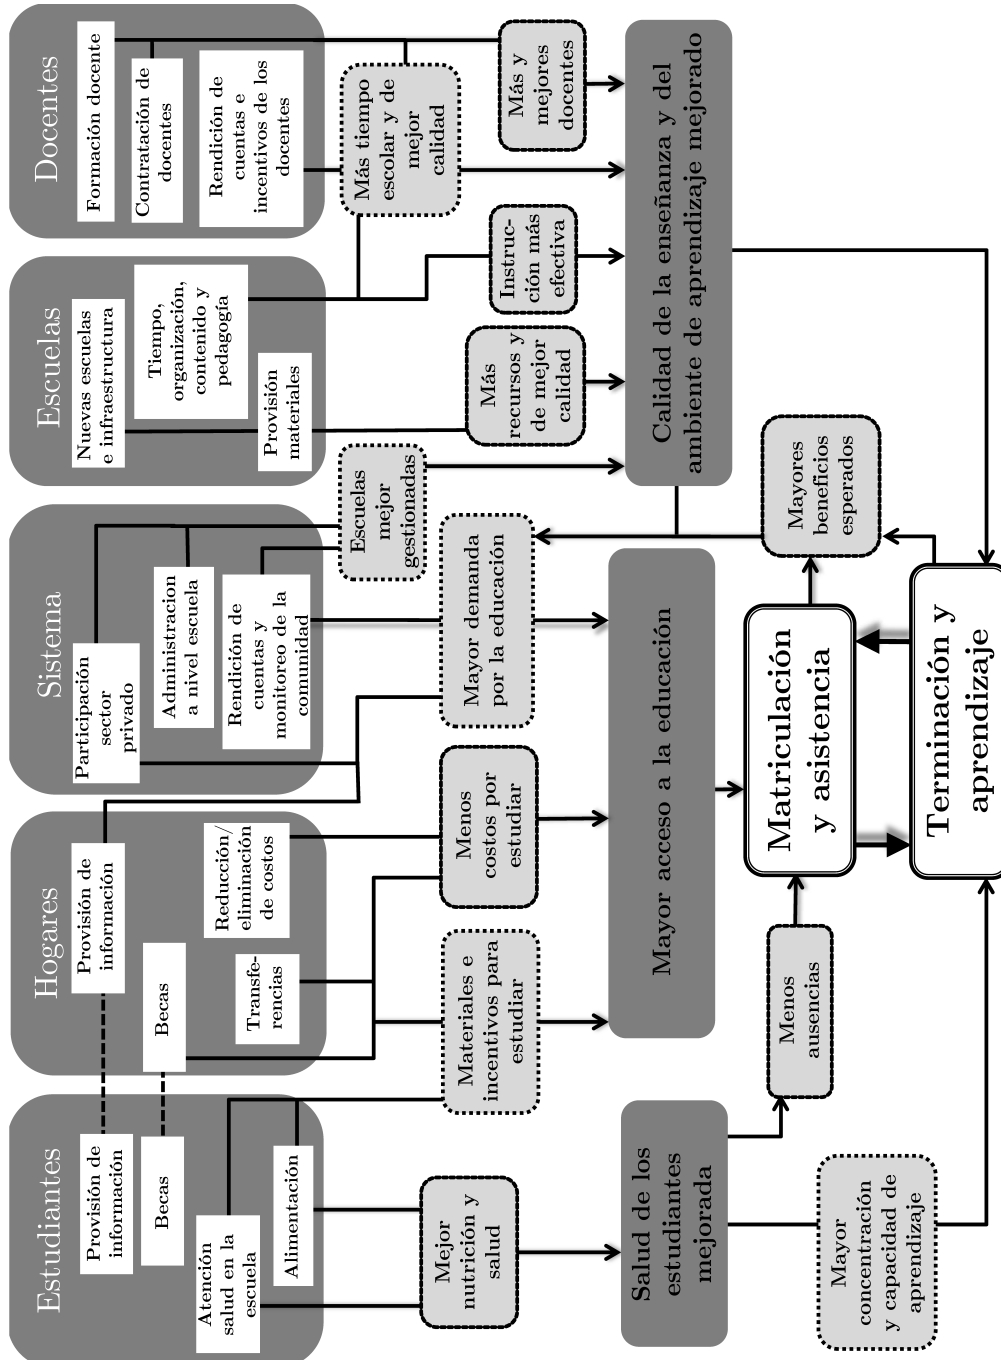 Estudiantes
Provisión de
información
Becas
Atención
salud en la
escuela
Alimentación
Hogares
Provisión de
información
Becas
Transfe-
rencias
Reducción/
eliminación
de costos
Sistema
Participación
sector
privado
Administracion
a nivel escuela
Rendición de
cuentas y
monitoreo de la
comunidad
Escuelas
Nuevas escuelas
e infraestructura
Tiempo,
organización,
contenido y
pedagogía
Provisión
materiales
Docentes
Formación docente
Contratación de
docentes
Rendición de
cuentas e
incentivos de los
docentes
Mejor
nutrición y
salud
Materiales e
incentivos para
estudiar
Menos
costos por
estudiar
Mayor demanda
por la educación
Escuelas
mejor
gestionadas
Más
recursos y
de mejor
calidad
Instruc-
ción más
efectiva
Más tiempo
escolar y de
mejor
calidad
Más y
mejores
docentes
Salud de los
estudiantes
mejorada
Mayor acceso a la educación
Calidad de la enseñanza y del
ambiente de aprendizaje mejorado
Mayor
concentración
y capacidad de
aprendizaje
Menos
ausencias
Matriculación
y asistencia
Mayores
beneficios
esperados
Terminación y
aprendizaje